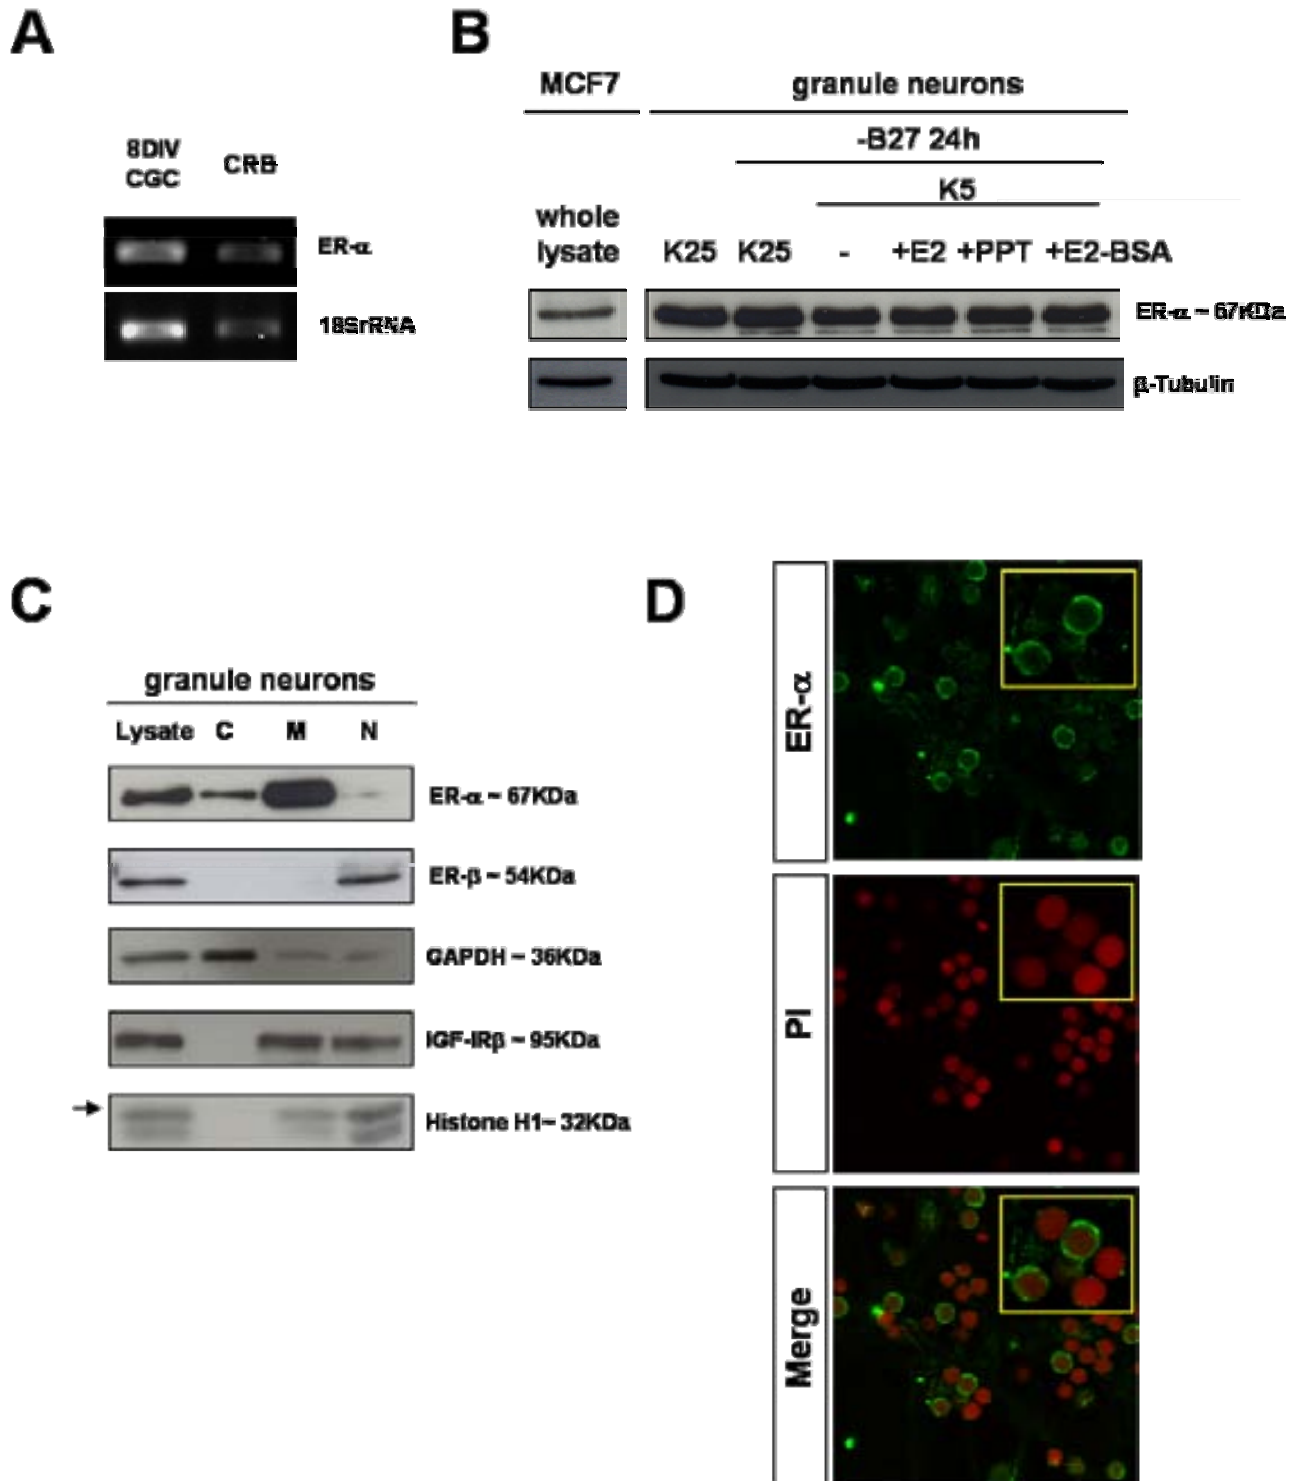 A
8DIV
CGC
CRB
ER-α
18SrRNA
B
MCF7
granule neurons
-B27 24h
K5
whole
lysate
K25 K25 - +E2 +PPT +E2-BSA
ER-α ~ 67KDa
β-Tubulin
C
granule neurons
Lysate C M N
ER-α ~ 67KDa
ER-β ~ 54KDa
GAPDH ~ 36KDa
IGF-IRβ ~ 95KDa
Histone H1~ 32KDa
D
ER-α
PI
Merge